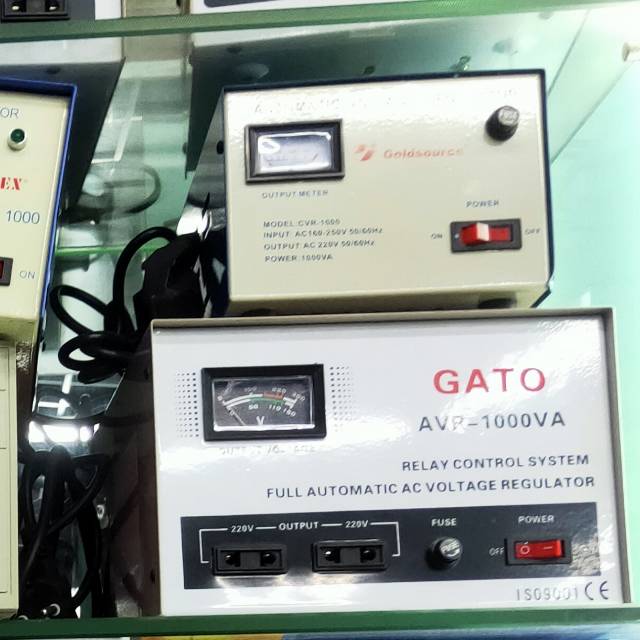 OR
EX
1000
ON
Goldsource
OUTPUT METER
MODEL:CVR-1000
INPUT: AC160-250V 50/60Hz
OUTPUT: AC 220V 50/60Hz
POWER:1000VA
POWER
ON
OFF
GATO
AVR-1000VA
RELAY CONTROL SYSTEM
FULL AUTOMATIC AC VOLTAGE REGULATOR
V
220V
OUTPUT
220V
FUSE
POWER
OFF
ISO9001 CE